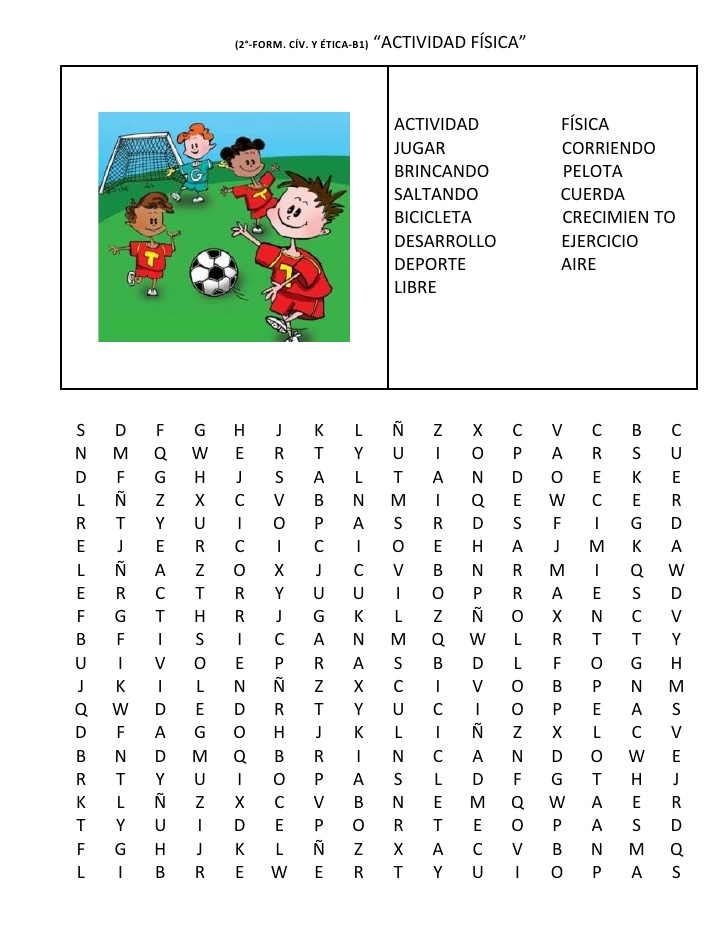 (2°-FORM. CÍV. Y ÉTICA-B1) “ACTIVIDAD FÍSICA”
G
T
T
7
ACTIVIDAD FÍSICA
JUGAR CORRIENDO
BRINCANDO PELOTA
SALTANDO CUERDA
BICICLETA CRECIMIEN TO
DESARROLLO EJERCICIO
DEPORTE AIRE
LIBRE
S D F G H J K L Ñ Z X C V C B C
N M Q W E R T Y U I O P A R S U
D F G H J S A L T A N D O E K E
L Ñ Z X C V B N M I Q E W C E R
R T Y U I O P A S R D S F I G D
E J E R C I C I O E H A J M K A
L Ñ A Z O X J C V B N R M I Q W
E R C T R Y U U I O P R A E S D
F G T H R J G K L Z Ñ O X N C V
B F I S I C A N M Q W L R T T Y
U I V O E P R A S B D L F O G H
J K I L N Ñ Z X C I V O B P N M
Q W D E D R T Y U C I O P E A S
D F A G O H J K L I Ñ Z X L C V
B N D M Q B R I N C A N D O W E
R T Y U I O P A S L D F G T H J
K L Ñ Z X C V B N E M Q W A E R
T Y U I D E P O R T E O P A S D
F G H J K L Ñ Z X A C V B N M Q
L I B R E W E R T Y U I O P A S